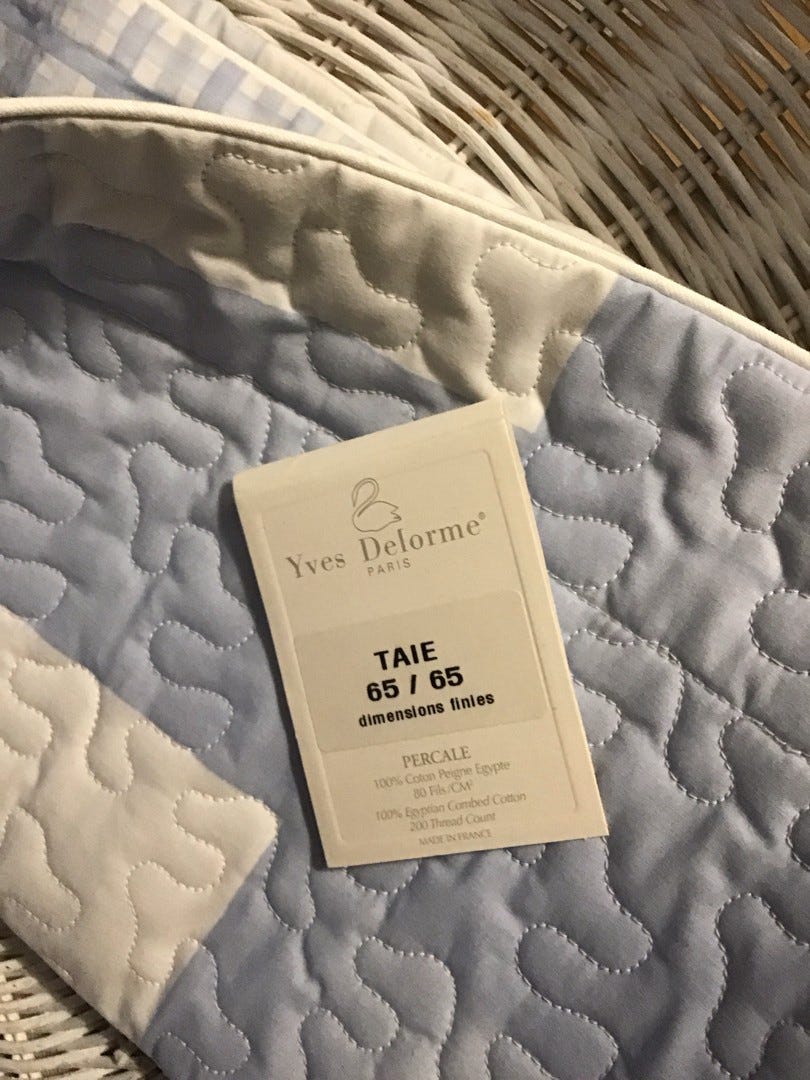 Yves Delorme®
PARIS
TAIE
65 / 65
dimensions finies
PERCALE
100% Coton Peigne Egypte
80 Fils /CM²
100% Egyptian Combed Cotton
200 Thread Count
MADE IN FRANCE